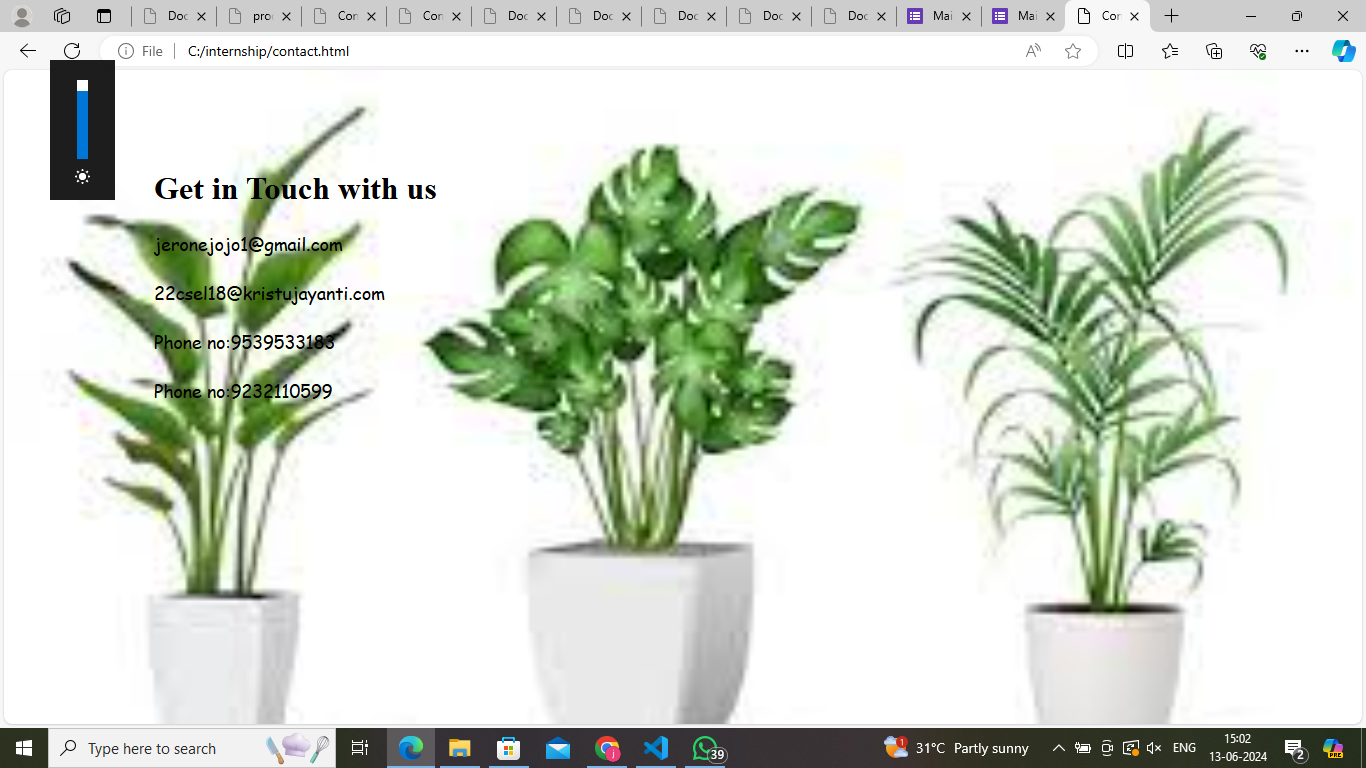 Doc
pro
Con
Con
Doc
Doc
Doc
Doc
Doc
Mai
Mai
Con
File
C:/internship/contact.html
Get in Touch with us
jeronejojo1@gmail.com
22csel18@kristujayanti.com
Phone no:9539533183
Phone no:9232110599
Type here to search
39
31°C Partly sunny
ENG
15:02
13-06-2024
2
PRE